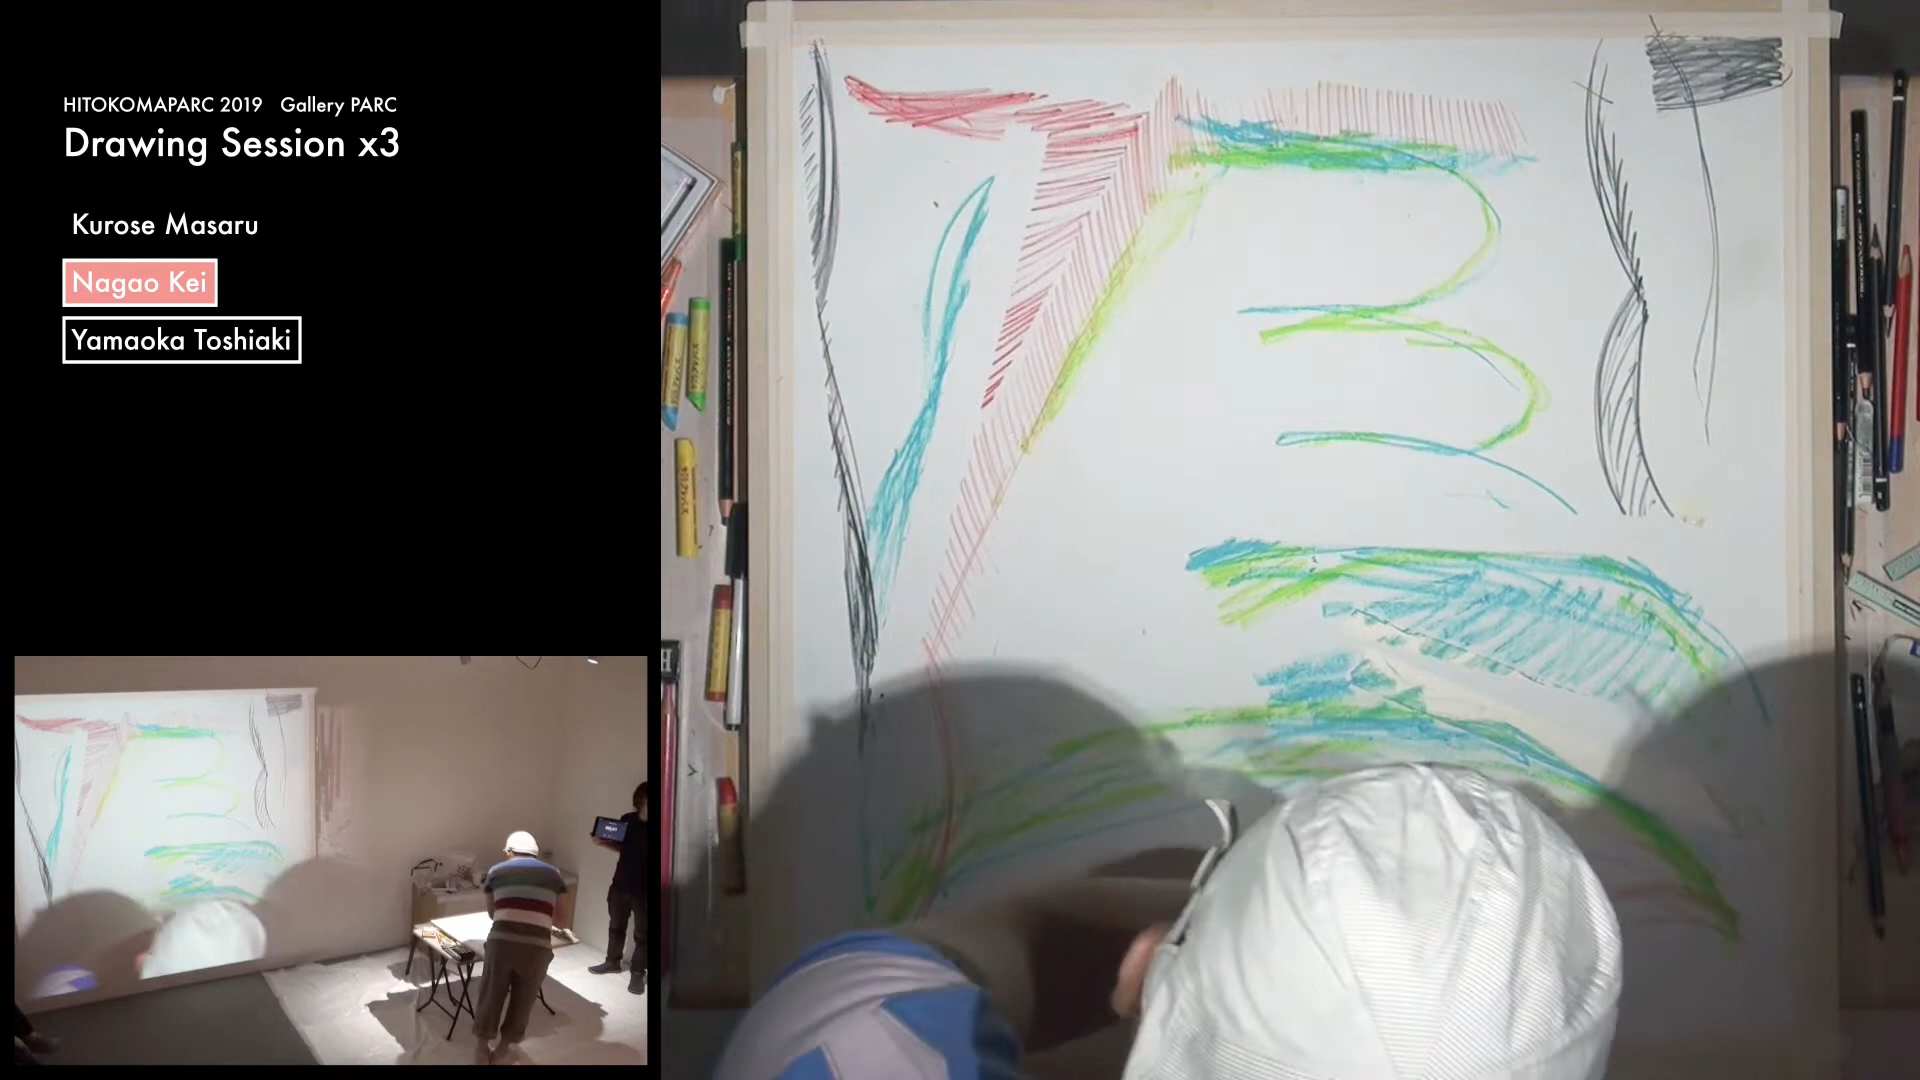 HITOKOMAPARC 2019 Gallery PARC
Drawing Session x3
Kurose Masaru
Nagao Kei
Yamaoka Toshiaki